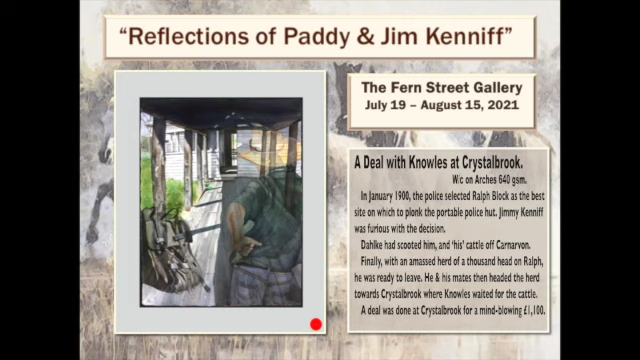 “Reflections of Paddy & Jim Kenniff”
The Fern Street Gallery
July 19 – August 15, 2021
A Deal with Knowles at Crystalbrook.
W/c on Arches 640 gsm.
In January 1900, the police selected Ralph Block as the best
site on which to plonk the portable police hut. Jimmy Kenniff
was furious with the decision.
Dahlke had scooted him, and ‘his’ cattle off Carnarvon.
Finally, with an amassed herd of a thousand head on Ralph,
he was ready to leave. He & his mates then headed the herd
towards Crystalbrook where Knowles waited for the cattle.
A deal was done at Crystalbrook for a mind-blowing £1,100.